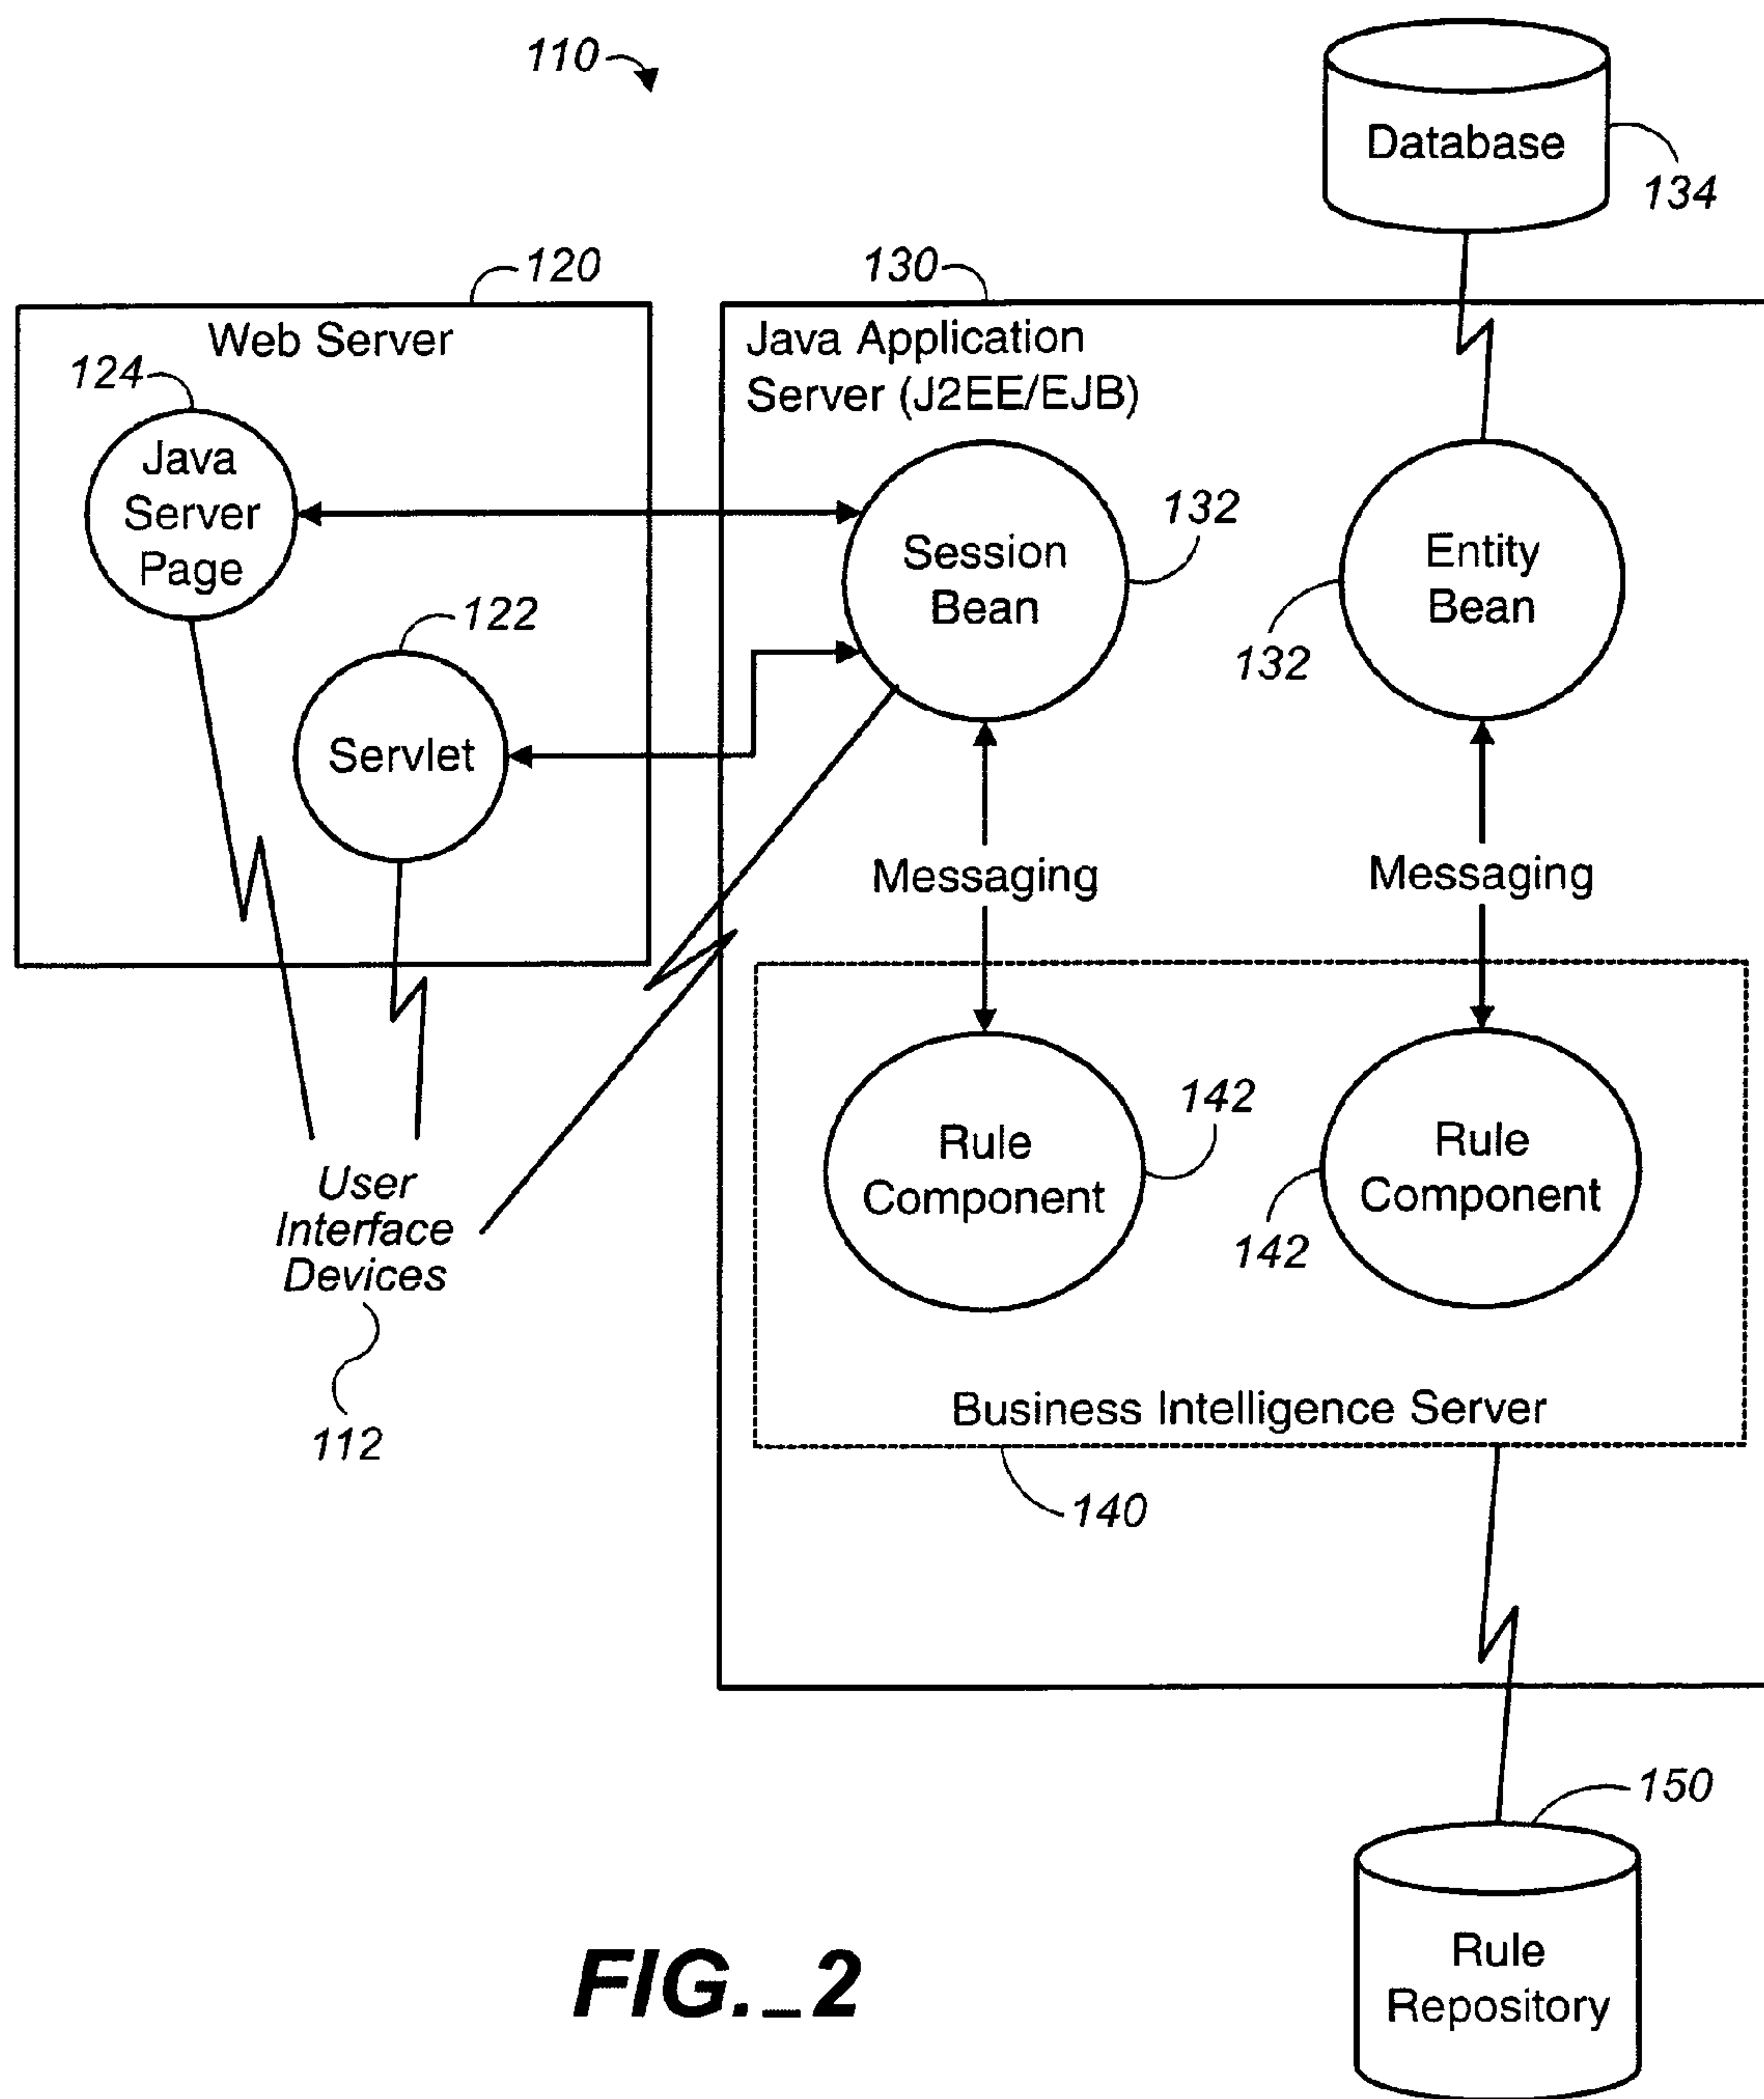 110
Database
134
120
130
Web Server
Java Application
Server (J2EE/EJB)
124
Java
Server
Page
122
Servlet
Session
Bean
132
Entity
Bean
132
Messaging
Messaging
Rule
Component
142
Rule
Component
142
User
Interface
Devices
112
Business Intelligence Server
140
150
Rule
Repository
FIG._2